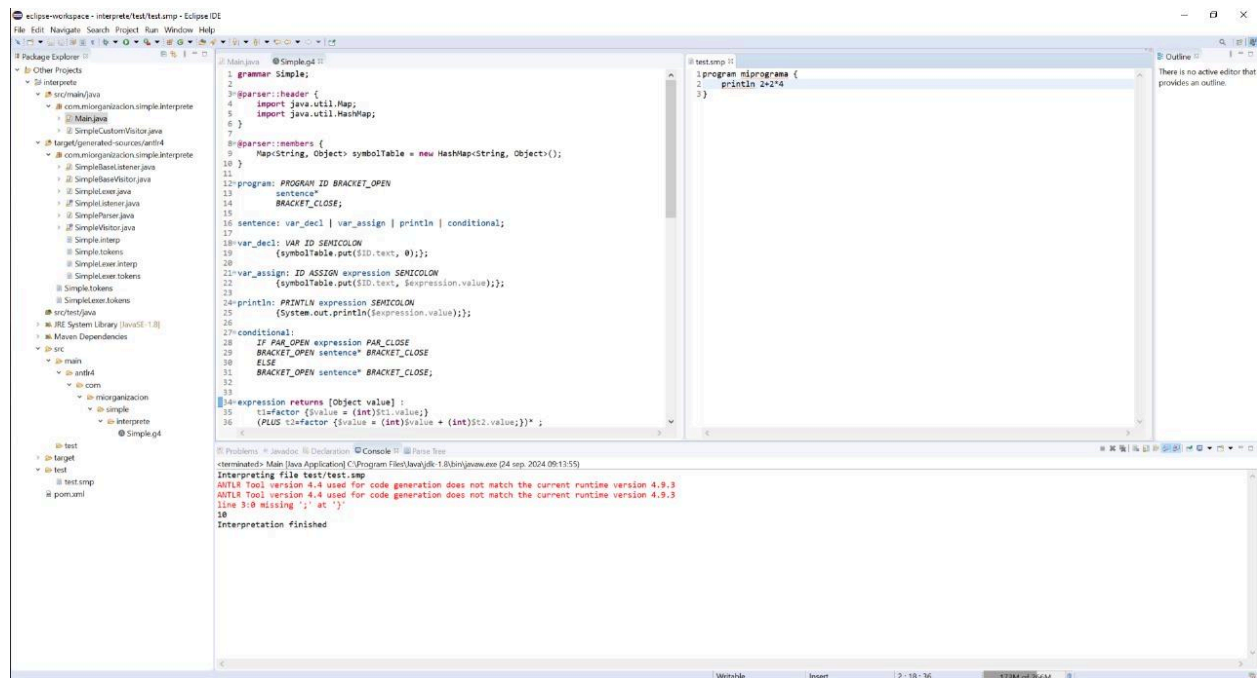 eclipse-workspace - interprete/test/test.smp - Eclipse IDE
File Edit Navigate Search Project Run Window Help
Package Explorer
Other Projects
interprete
src/main/java
com.miorganizacion.simple.interprete
Main.java
SimpleCustomVisitor.java
target/generated-sources/antlr4
com.miorganizacion.simple.interprete
SimpleBaseListener.java
SimpleBaseVisitor.java
SimpleLexer.java
SimpleListener.java
SimpleParser.java
SimpleVisitor.java
Simple.interp
Simple.tokens
SimpleLexer.interp
SimpleLexer.tokens
Simple.tokens
SimpleLexer.tokens
src/test/java
JRE System Library [JavaSE-1.8]
Maven Dependencies
src
main
antlr4
com
miorganizacion
simple
interprete
Simple.g4
test
target
test
test.smp
pom.xml
Main.java Simple.g4
1 grammar Simple;
2
3 @parser::header {
4 import java.util.Map;
5 import java.util.HashMap;
6 }
7
8 @parser::members {
9 Map<String, Object> symbolTable = new HashMap<String, Object>();
10 }
11
12 program: PROGRAM ID BRACKET_OPEN
13 sentence*
14 BRACKET_CLOSE;
15
16 sentence: var_decl | var_assign | println | conditional;
17
18 var_decl: VAR ID SEMICOLON
19 {symbolTable.put($ID.text, 0);};
20
21 var_assign: ID ASSIGN expression SEMICOLON
22 {symbolTable.put($ID.text, $expression.value);};
23
24 println: PRINTLN expression SEMICOLON
25 {System.out.println($expression.value);};
26
27 conditional:
28 IF PAR_OPEN expression PAR_CLOSE
29 BRACKET_OPEN sentence* BRACKET_CLOSE
30 ELSE
31 BRACKET_OPEN sentence* BRACKET_CLOSE;
32
33
34 expression returns [Object value] :
35 t1=factor {$value = (int)$t1.value;}
36 (PLUS t2=factor {$value = (int)$value + (int)$t2.value;})* ;
test.smp
1 program miprograma {
2 println 2+2*4
3 }
Outline
There is no active editor that
provides an outline.
Problems Javadoc Declaration Console Parse Tree
<terminated> Main [Java Application] C:\Program Files\Java\jdk-1.8\bin\javaw.exe (24 sep. 2024 09:13:55)
Interpreting file test/test.smp
ANTLR Tool version 4.4 used for code generation does not match the current runtime version 4.9.3
ANTLR Tool version 4.4 used for code generation does not match the current runtime version 4.9.3
line 3:0 missing ';' at '}'
10
Interpretation finished
Writable Insert 2 : 18 : 36